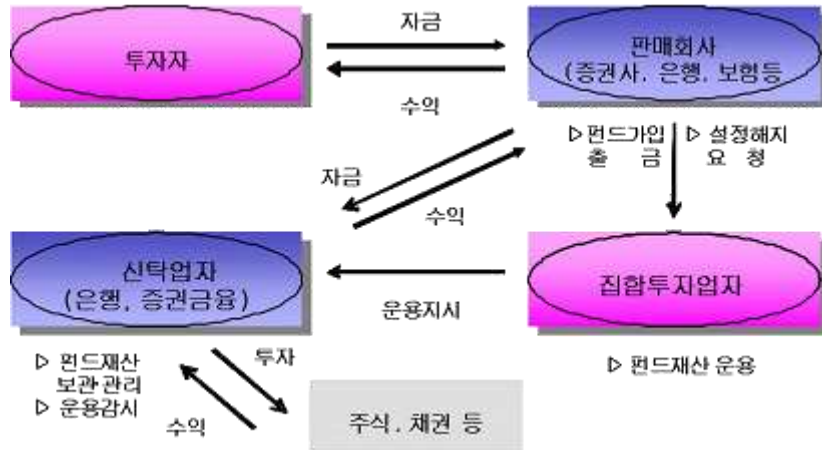 자금
투자자
판매회사
(증권사, 은행, 보험등
수익
▷펀드가입 ▷ 설정해지
출 금 요 청
자금
수익
신탁업자
(은행, 증권금융)
집합투자업자
운용지시
▷ 펀드재산
보관·관리
▷ 운용감시
투자
수익
▷ 펀드재산 운용
주식, 채권 등